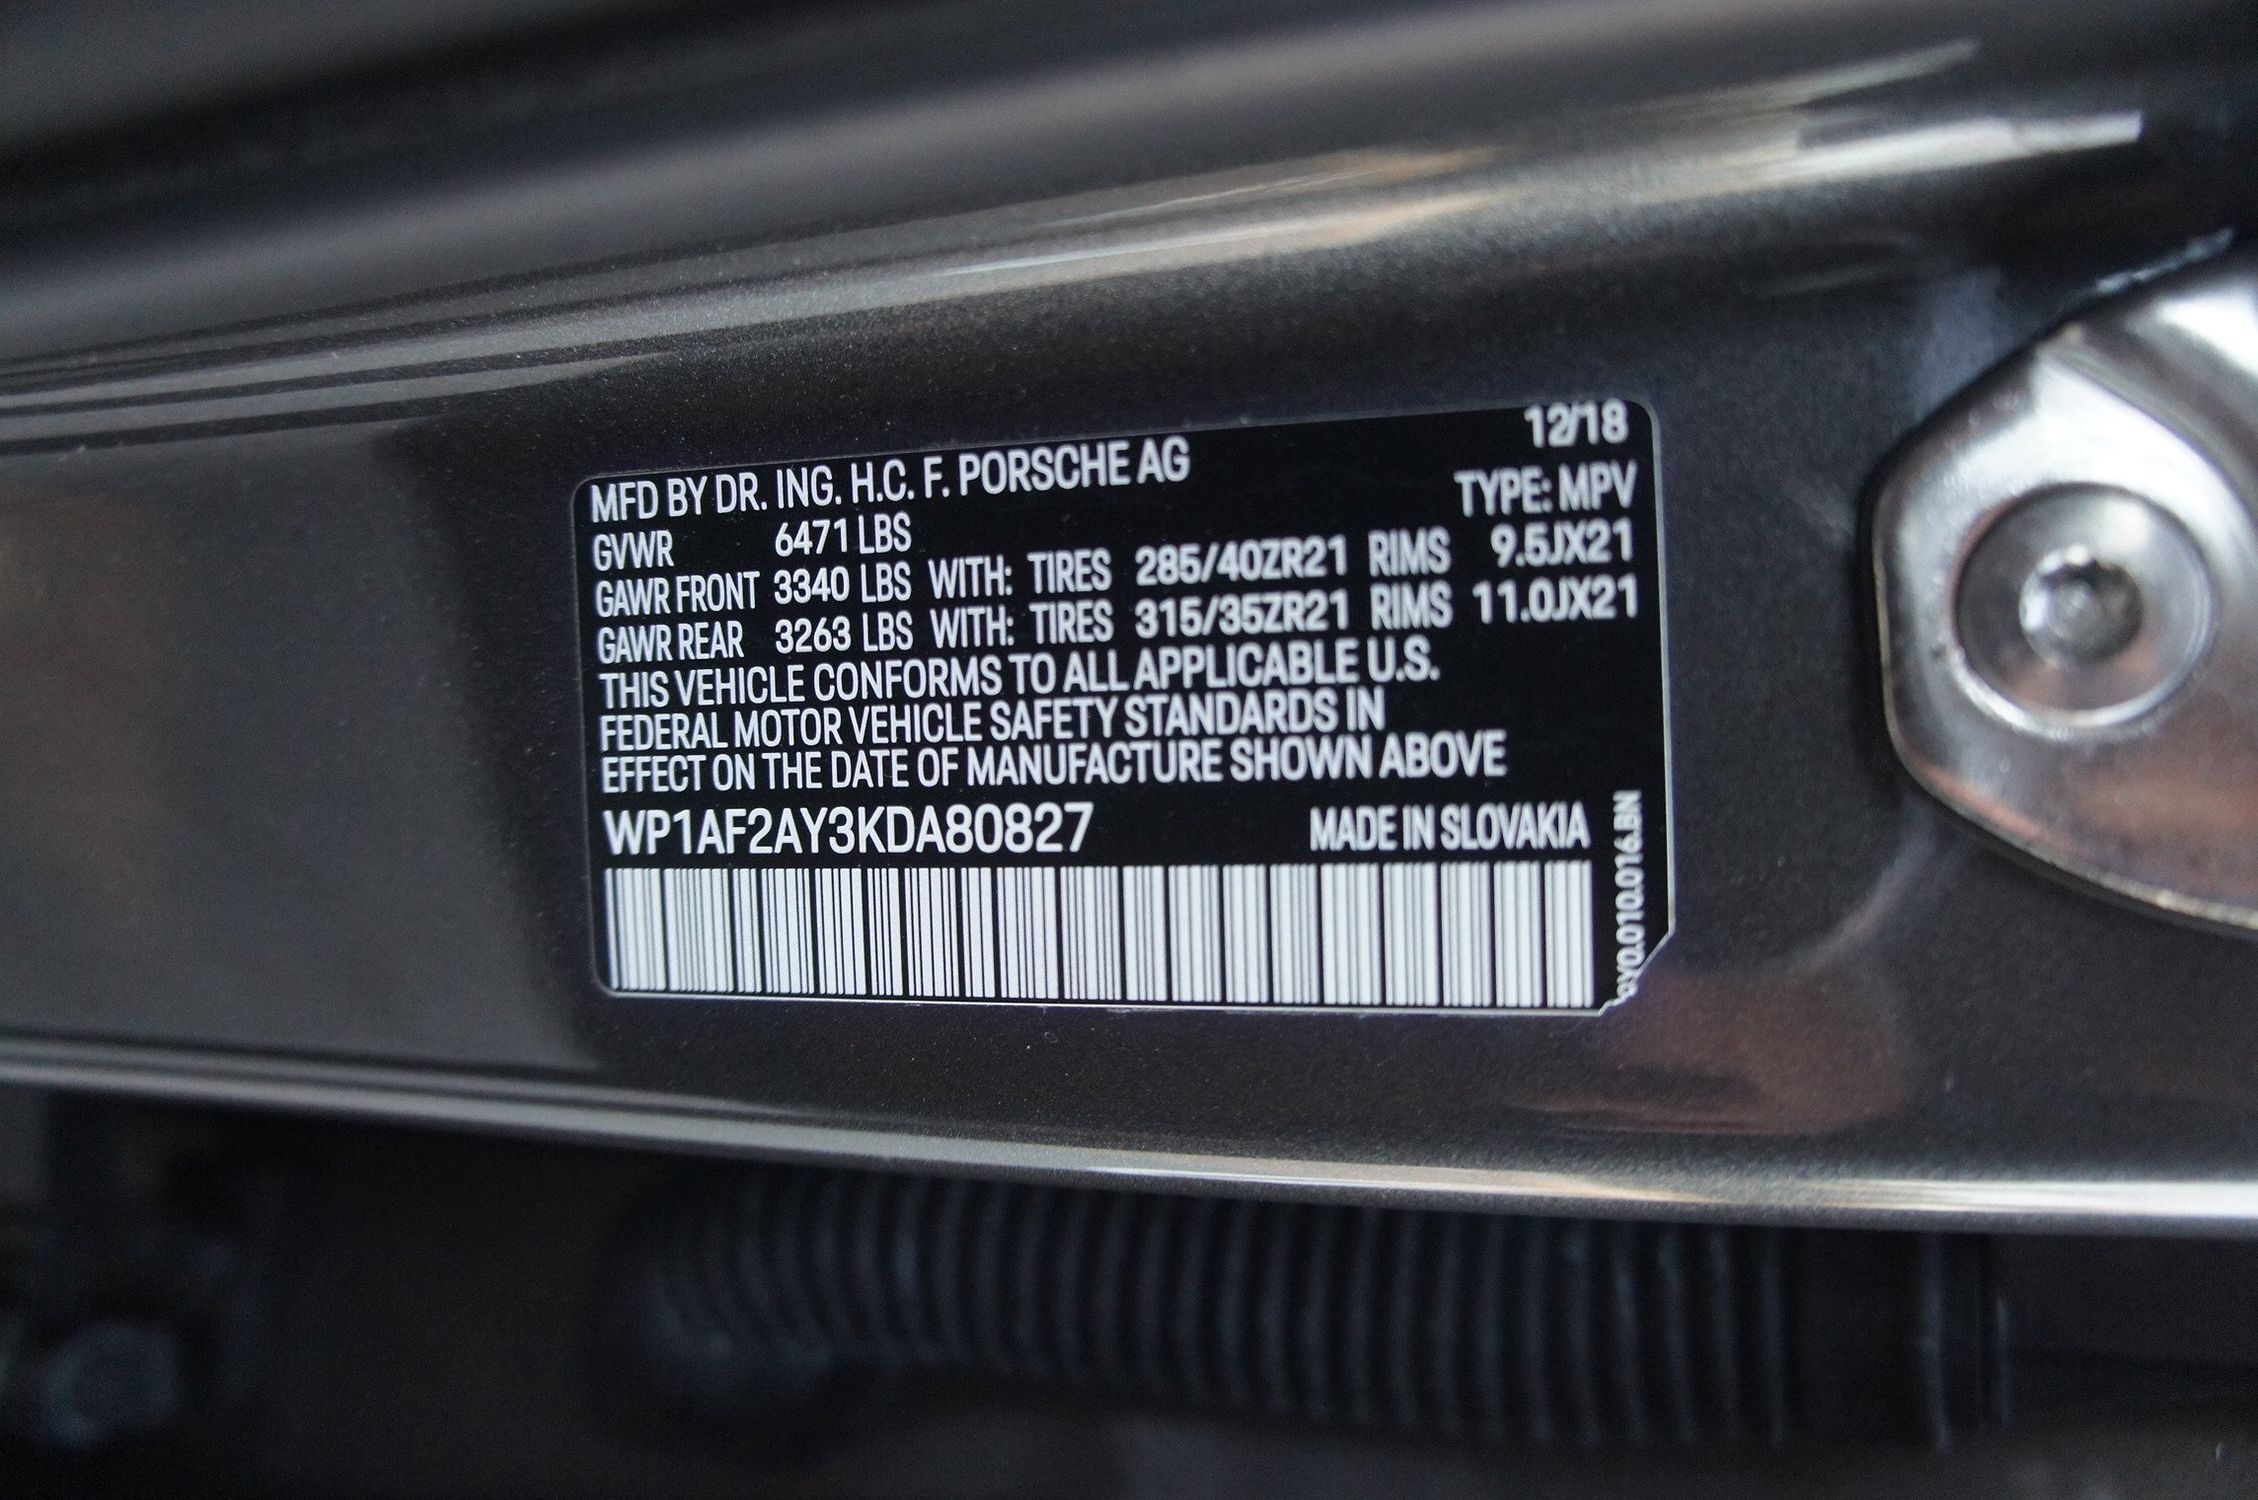 12/18
MFD BY DR. ING. H.C. F. PORSCHE AG
TYPE: MPV
GVWR 6471 LBS
GAWR FRONT 3340 LBS WITH: TIRES 285/40ZR21 RIMS 9.5JX21
GAWR REAR 3263 LBS WITH: TIRES 315/35ZR21 RIMS 11.0JX21
THIS VEHICLE CONFORMS TO ALL APPLICABLE U.S.
FEDERAL MOTOR VEHICLE SAFETY STANDARDS IN
EFFECT ON THE DATE OF MANUFACTURE SHOWN ABOVE
WP1AF2AY3KDA80827 MADE IN SLOVAKIA